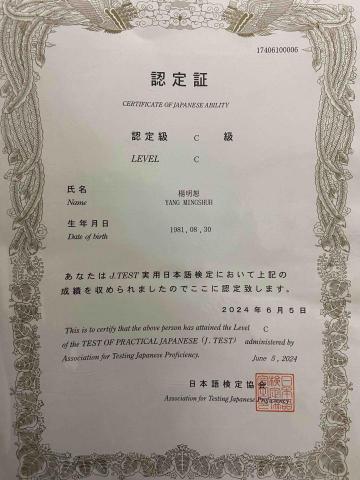 17406100006
認定証
CERTIFICATE OF JAPANESE ABILITY
認定級 C 級
LEVEL C
氏名 楊明恕
Name YANG MINGSHUH
生年月日
Date of birth 1981.08.30
あなたはJ.TEST実用日本語検定において上記の
成績を収められましたのでここに認定致します。
2024年6月5日
This is to certify that the above person has attained the Level C
of the TEST OF PRACTICAL JAPANESE (J. TEST) administered by
Association for Testing Japanese Proficiency.
June 5, 2024
日本語検定協会
Association for Testing Japanese Proficiency